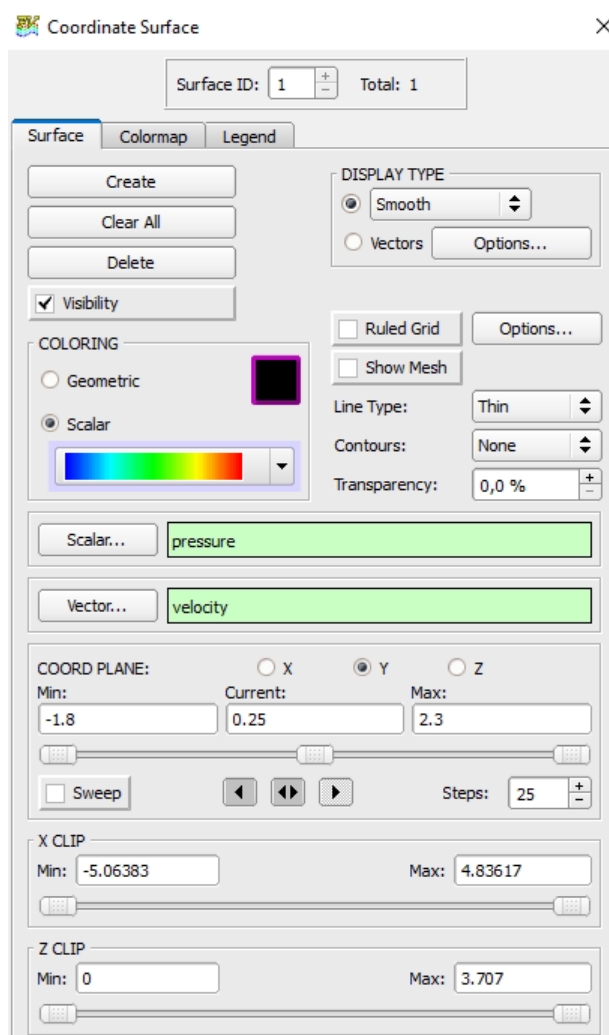 Coordinate Surface
Surface ID: 1 Total: 1
Surface Colormap Legend
Create
Clear All
Delete
Visibility
DISPLAY TYPE
Smooth
Vectors Options...
COLORING
Geometric
Scalar
Ruled Grid Options...
Show Mesh
Line Type: Thin
Contours: None
Transparency: 0,0 %
Scalar... pressure
Vector... velocity
COORD PLANE: X Y Z
Min: Current: Max:
-1.8 0.25 2.3
Sweep Steps: 25
X CLIP
Min: -5.06383 Max: 4.83617
Z CLIP
Min: 0 Max: 3.707